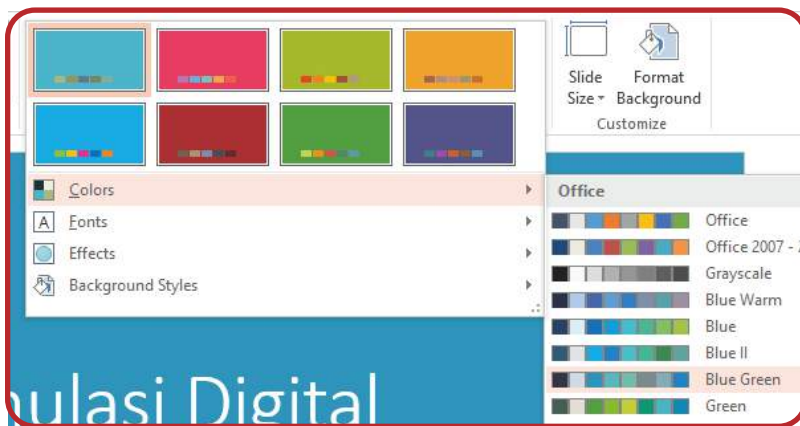 Slide Size
Format Background
Customize
Colors
Fonts
Effects
Background Styles
Office
Office
Office 2007 -
Grayscale
Blue Warm
Blue
Blue II
Blue Green
Green
ulasi Digital